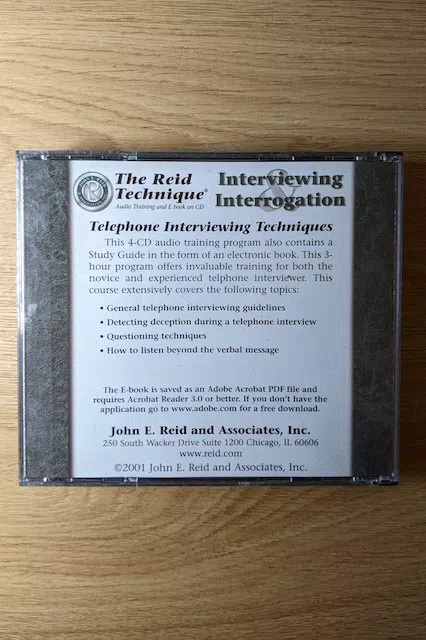 The Reid
Technique®
Audio Training and E book on CD
Interviewing
&
Interrogation
Telephone Interviewing Techniques
This 4-CD audio training program also contains a
Study Guide in the form of an electronic book. This 3-
hour program offers invaluable training for both the
novice and experienced telphone interviewer. This
course extensively covers the following topics:
• General telephone interviewing guidelines
• Detecting deception during a telephone interview
• Questioning techniques
• How to listen beyond the verbal message
The E-book is saved as an Adobe Acrobat PDF file and
requires Acrobat Reader 3.0 or better. If you don't have the
application go to www.adobe.com for a free download.
John E. Reid and Associates, Inc.
250 South Wacker Drive Suite 1200 Chicago, IL 60606
www.reid.com
©2001 John E. Reid and Associates, Inc.